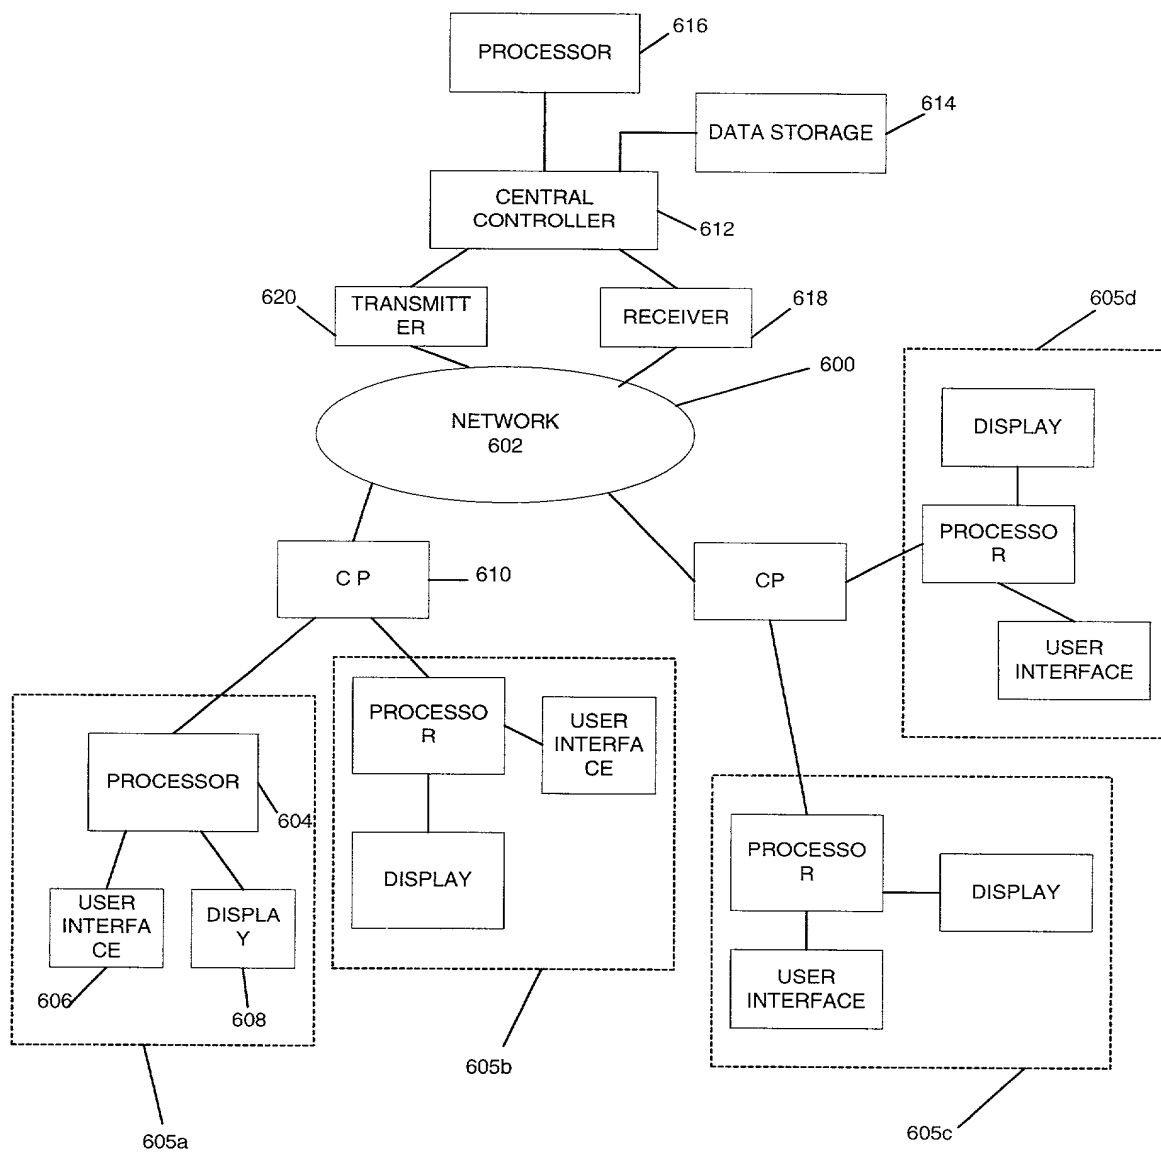 616
PROCESSOR
614
DATA STORAGE
CENTRAL
CONTROLLER
612
620
TRANSMITT
ER
RECEIVER
618
605d
600
NETWORK
602
DISPLAY
PROCESSO
R
USER
INTERFACE
C P
610
CP
PROCESSO
R
USER
INTERFA
CE
DISPLAY
PROCESSOR
604
USER
INTERFA
CE
DISPLA
Y
606
608
PROCESSO
R
DISPLAY
USER
INTERFACE
605b
605a
605c